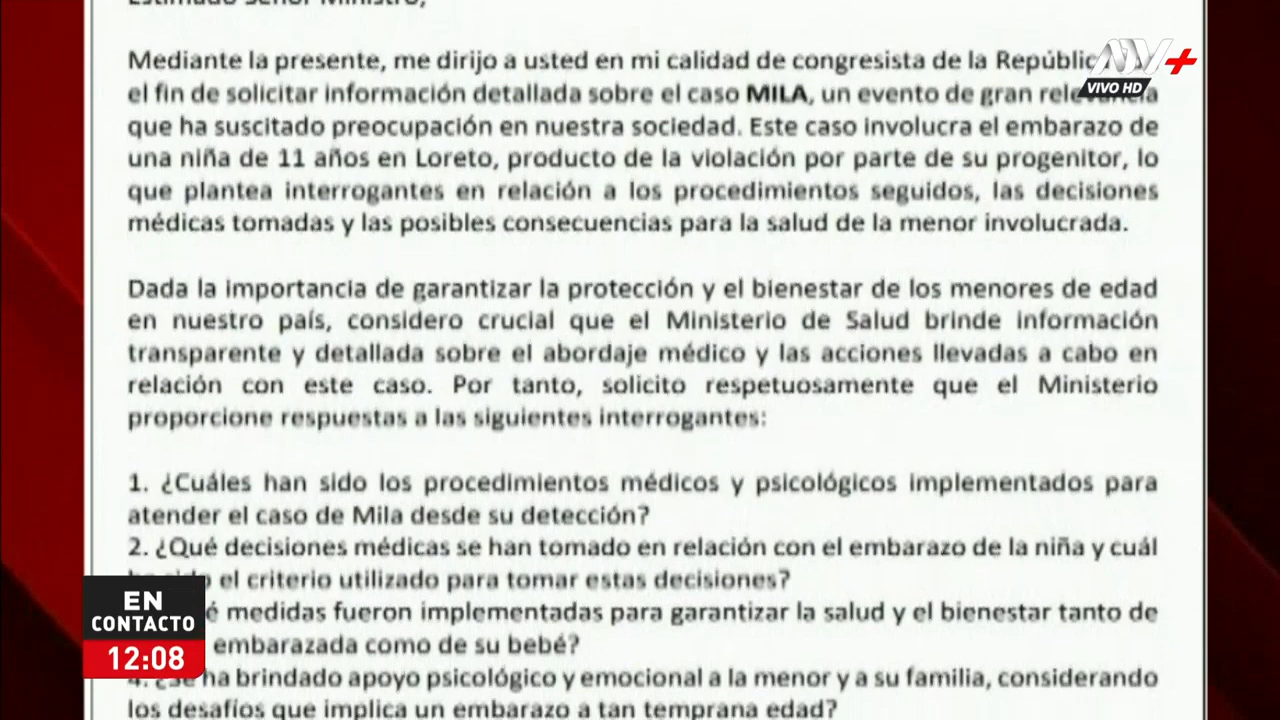 Estimado Señor Ministro,
Mediante la presente, me dirijo a usted en mi calidad de congresista de la
el fin de solicitar información detallada sobre el caso MILA, un evento de gran
que ha suscitado preocupación en nuestra sociedad. Este caso involucra el embarazo de
una niña de 11 años en Loreto, producto de la violación por parte de su progenitor, lo
que plantea interrogantes en relación a los procedimientos seguidos, las decisiones
médicas tomadas y las posibles consecuencias para la salud de la menor involucrada.
Dada la importancia de garantizar la protección y el bienestar de los menores de edad
en nuestro país, considero crucial que el Ministerio de Salud brinde información
transparente y detallada sobre el abordaje médico y las acciones llevadas a cabo en
relación con este caso. Por tanto, solicito respetuosamente que el Ministerio
proporcione respuestas a las siguientes interrogantes:
1. ¿Cuáles han sido los procedimientos médicos y psicológicos implementados para
atender el caso de Mila desde su detección?
2. ¿Qué decisiones médicas se han tomado en relación con el embarazo de la niña y cuál
el criterio utilizado para tomar estas decisiones?
medidas fueron implementadas para garantizar la salud y el bienestar tanto de
embarazada como de su bebé?
4. ¿Se ha brindado apoyo psicológico y emocional a la menor y a su familia, considerando
los desafíos que implica un embarazo a tan temprana edad?
ATV+
VIVO HD
EN
CONTACTO
12:08